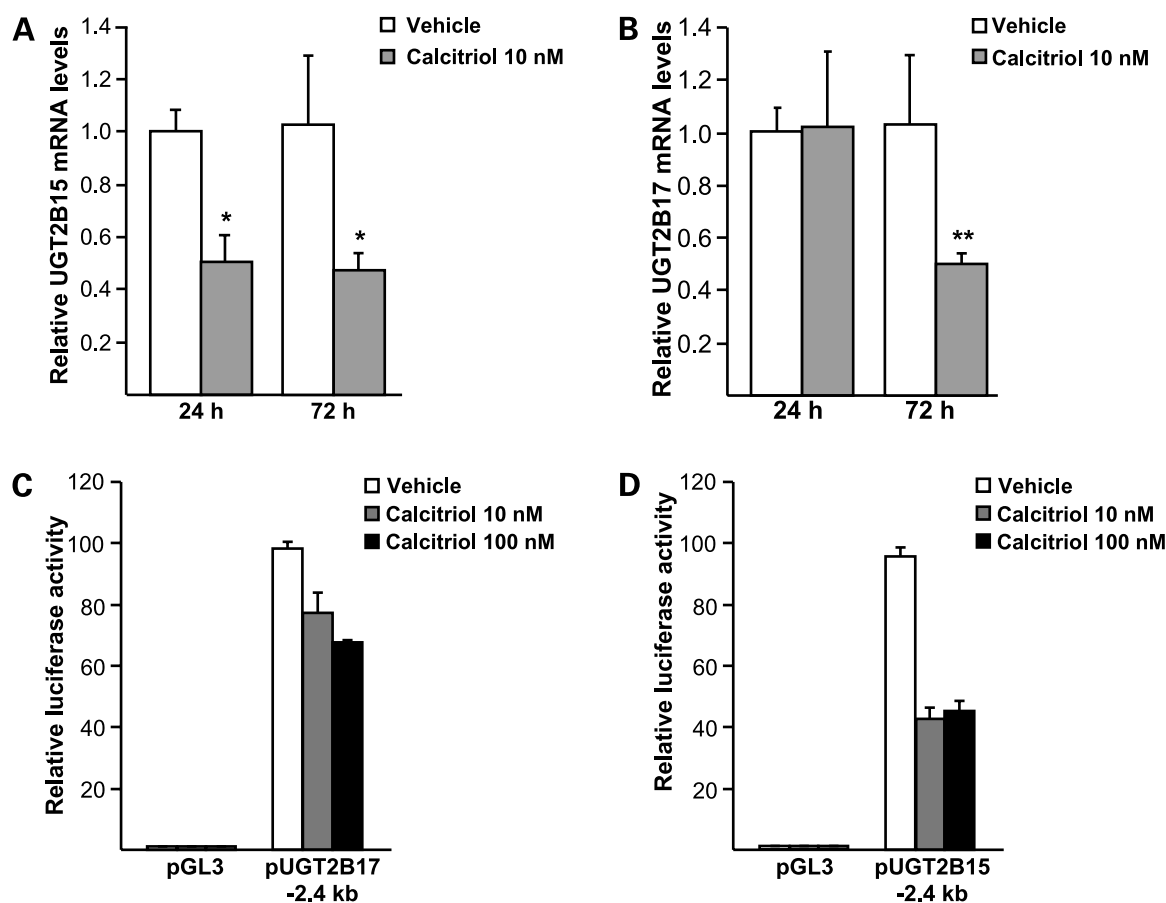 A
Relative UGT2B15 mRNA levels
1.4
1.2
1.0
0.8
0.6
0.4
0.2
Vehicle
Calcitriol 10 nM
*
*
24 h
72 h
B
Relative UGT2B17 mRNA levels
1.4
1.2
1.0
0.8
0.6
0.4
0.2
Vehicle
Calcitriol 10 nM
**
24 h
72 h
C
Relative luciferase activity
120
100
80
60
40
20
Vehicle
Calcitriol 10 nM
Calcitriol 100 nM
pGL3
pUGT2B17
-2,4 kb
D
Relative luciferase activity
120
100
80
60
40
20
Vehicle
Calcitriol 10 nM
Calcitriol 100 nM
pGL3
pUGT2B15
-2,4 kb